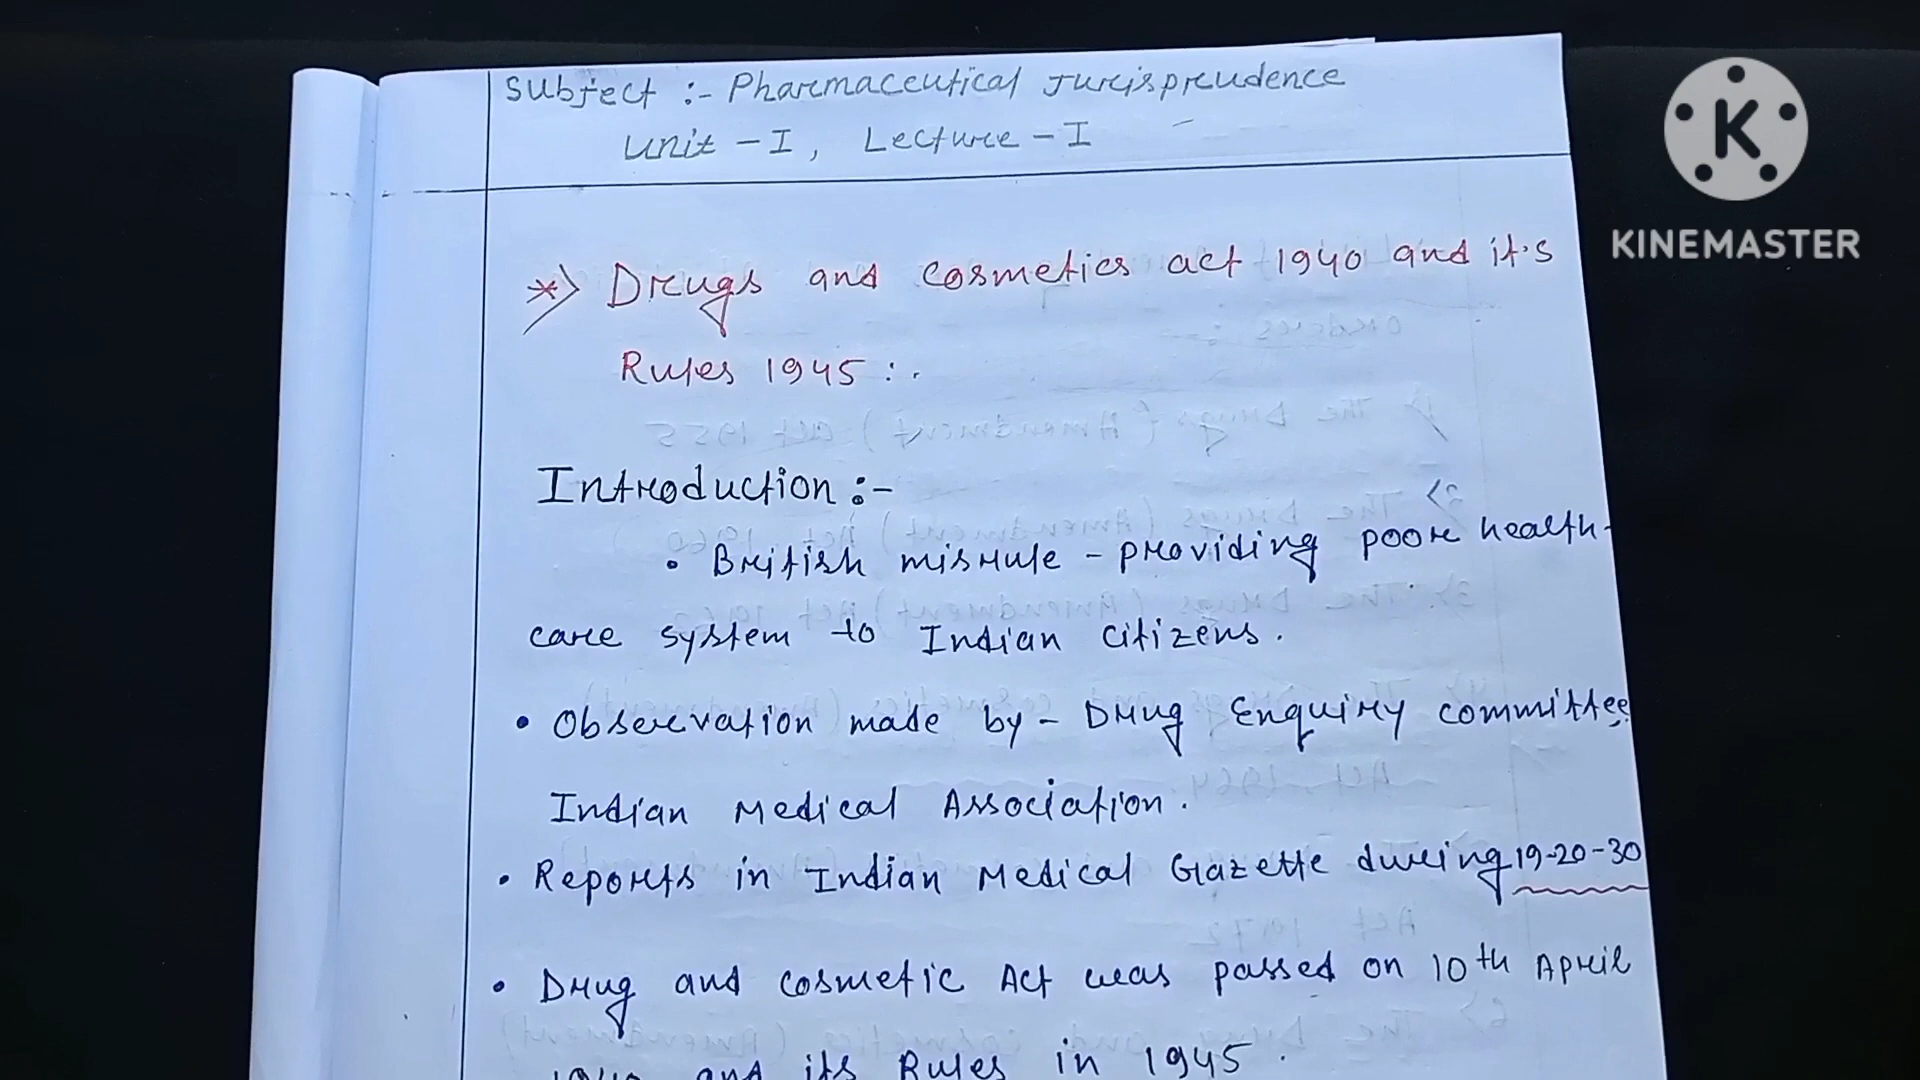 Subject :- Pharmaceutical Jurisprudence
Unit - I, Lecture - I
KINEMASTER
*> Drugs and cosmetics act 1940 and it's
Rules 1945 :.
Introduction :-
• British misrule - providing poor health-
care system to Indian citizens.
• Observation made by - Drug Enquiry committee
Indian Medical Association.
• Reports in Indian Medical Gazette during 19-20-30
• Drug and cosmetic Act was passed on 10th April
1940 and its Rules in 1945.